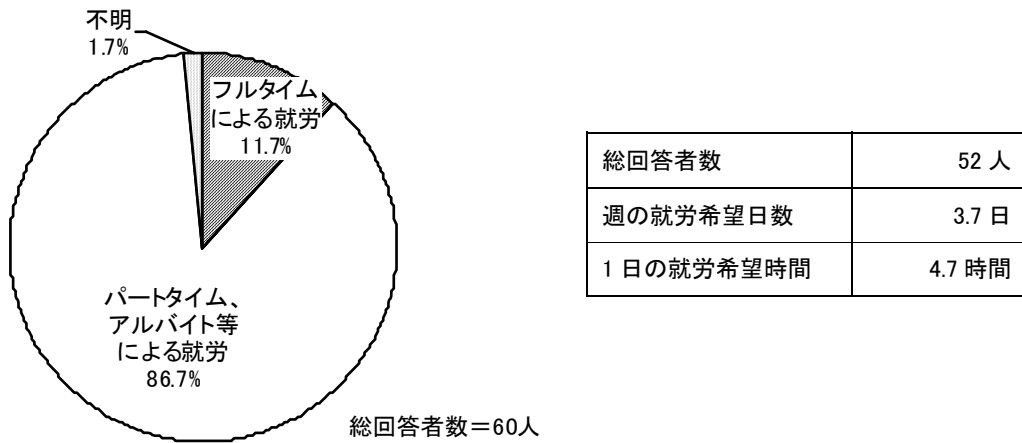 不明
1.7%
フルタイム
による就労
11.7%
パートタイム、
アルバイト等
による就労
86.7%
総回答者数=60人
総回答者数 52 人
週の就労希望日数 3.7 日
1 日の就労希望時間 4.7 時間